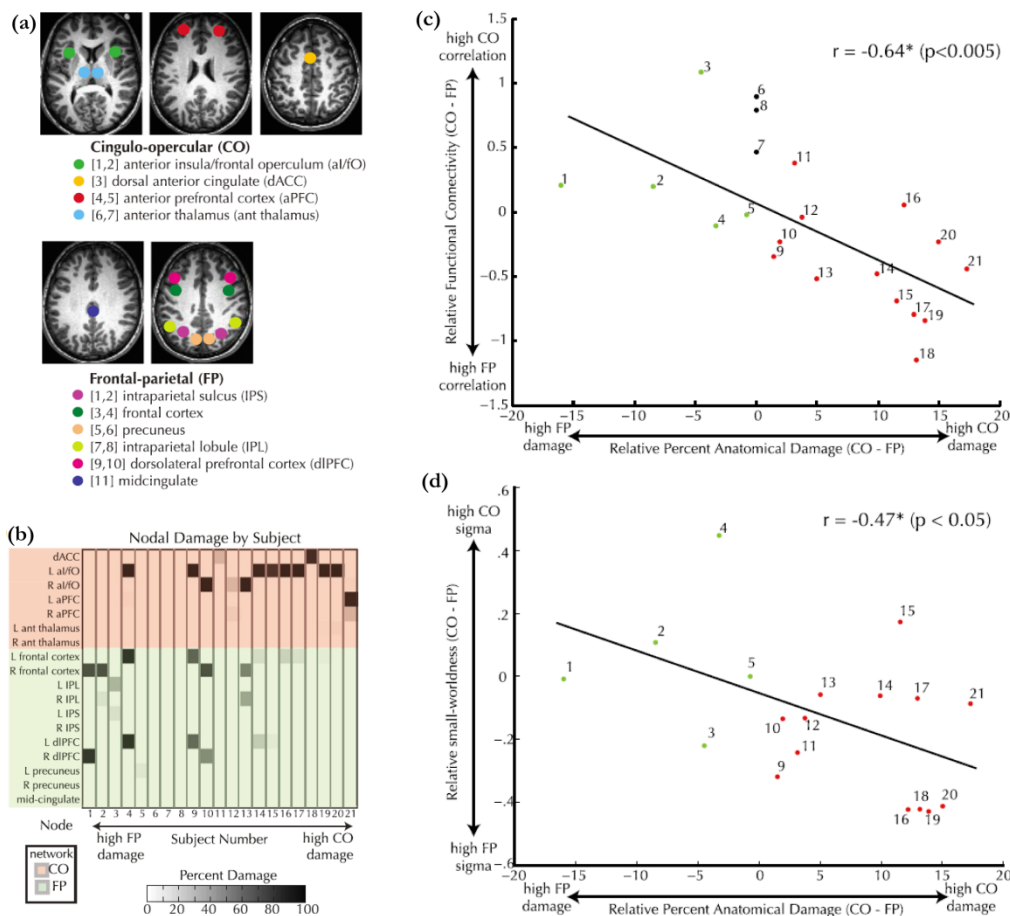 (a)
Cingulo-opercular (CO)
[1,2] anterior insula/frontal operculum (aI/fO)
[3] dorsal anterior cingulate (dACC)
[4,5] anterior prefrontal cortex (aPFC)
[6,7] anterior thalamus (ant thalamus)
Frontal-parietal (FP)
[1,2] intraparietal sulcus (IPS)
[3,4] frontal cortex
[5,6] precuneus
[7,8] intraparietal lobule (IPL)
[9,10] dorsolateral prefrontal cortex (dlPFC)
[11] midcingulate
(b)
Nodal Damage by Subject
dACC
L aI/fO
R aI/fO
L aPFC
R aPFC
L ant thalamus
R ant thalamus
L frontal cortex
R frontal cortex
L IPL
R IPL
L IPS
R IPS
L dlPFC
R dlPFC
L precuneus
R precuneus
mid-cingulate
1 2 3 4 5 6 7 8 9 10 11 12 13 14 15 16 17 18 19 20 21
Node
high FP damage
Subject Number
high CO damage
network
CO
FP
Percent Damage
0 20 40 60 80 100
(c)
r = -0.64* (p<0.005)
high CO correlation
Relative Functional Connectivity (CO - FP)
high FP correlation
1.5
1
0.5
0
−0.5
−1
−1.5
3
6
8
7
11
1
2
16
5
12
4
10
20
9
21
14
13
15
17
19
18
−20 −15 −10 −5 0 5 10 15 20
high FP damage
Relative Percent Anatomical Damage (CO - FP)
high CO damage
(d)
r = -0.47* (p < 0.05)
high CO sigma
Relative small-worldness (CO - FP)
high FP sigma
.6
.4
.2
0
-.2
-.4
-.6
4
15
2
1
5
13
14
17
21
10
12
3
11
9
16
18
19
20
−20 −15 −10 −5 0 5 10 15 20
high FP damage
Relative Percent Anatomical Damage (CO - FP)
high CO damage